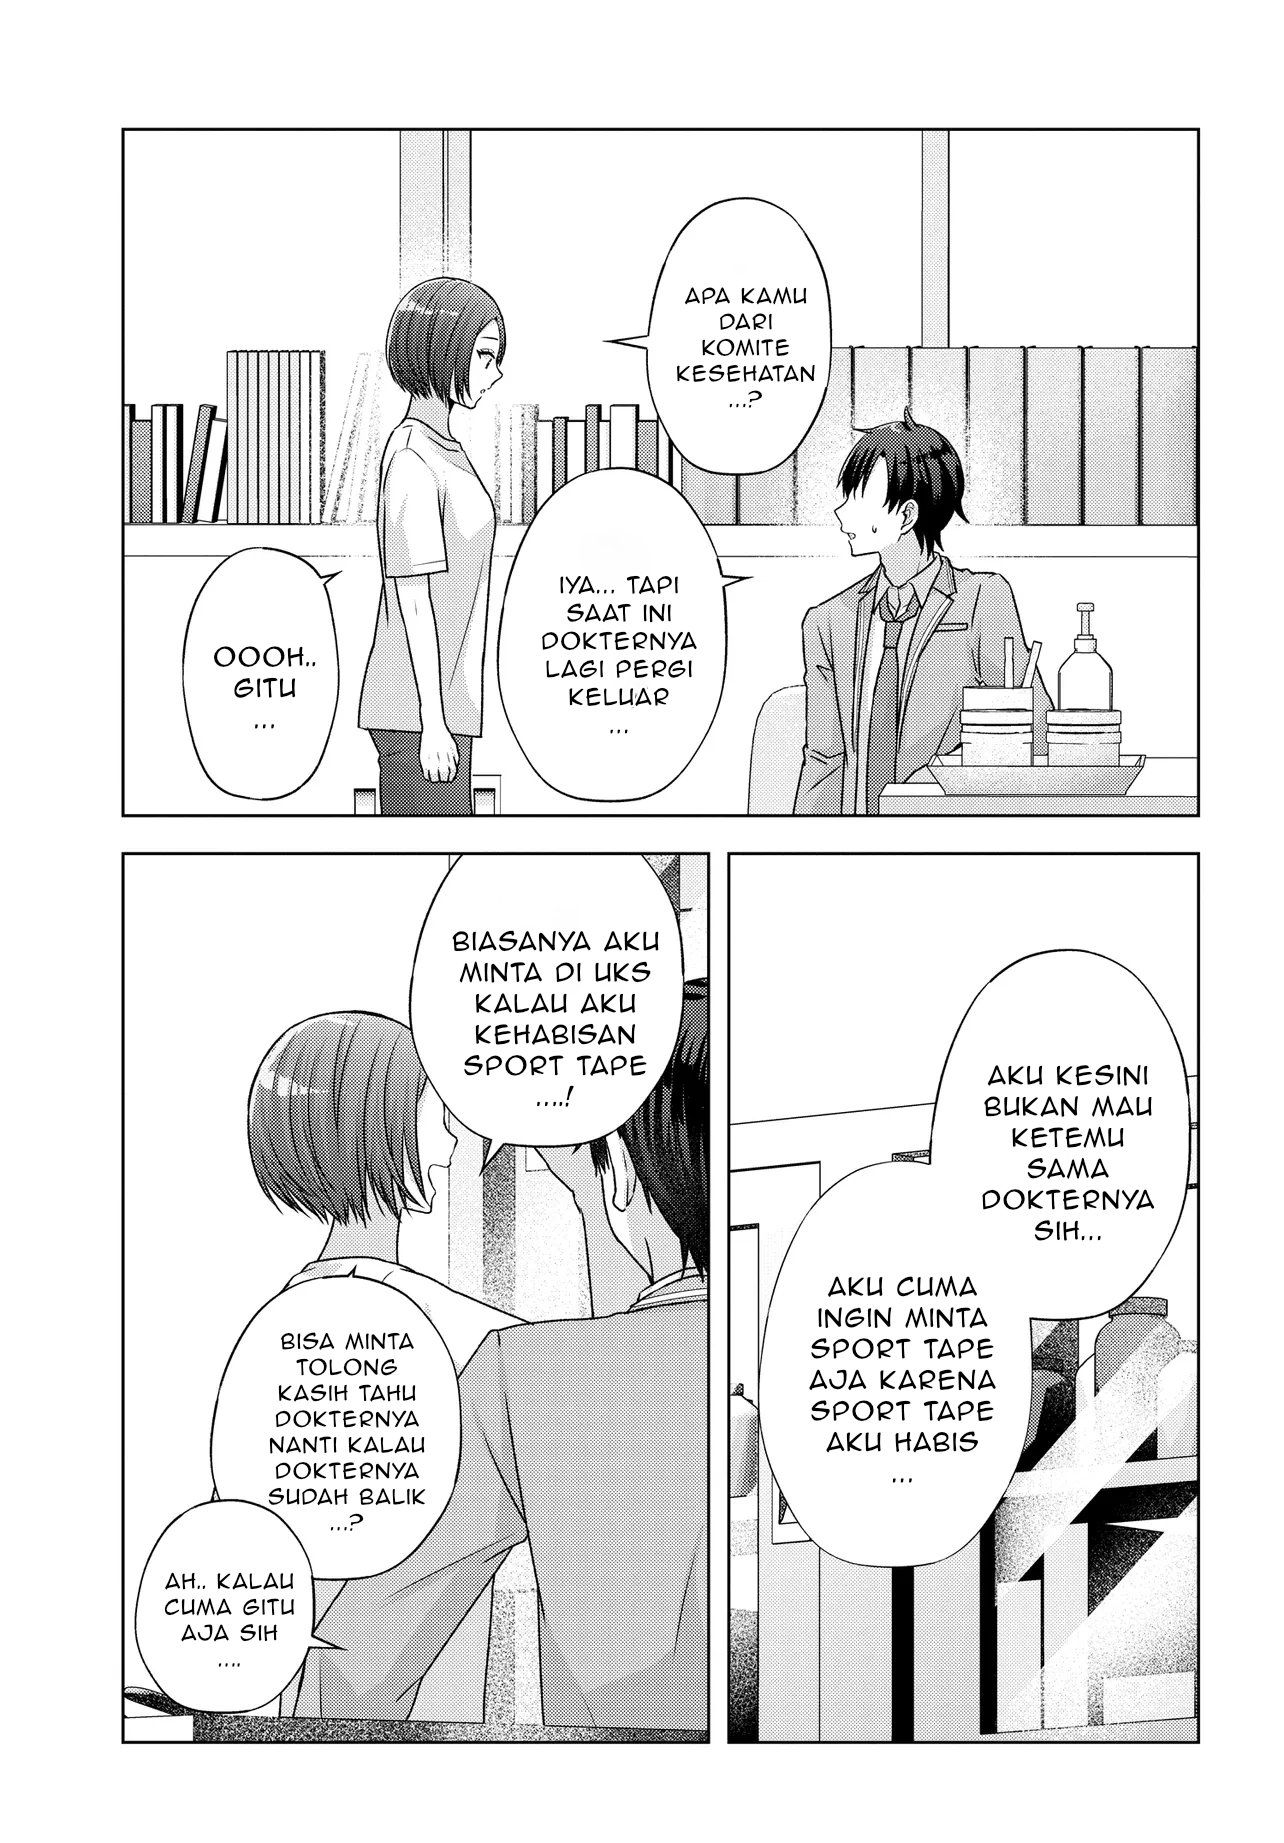 APA KAMU
DARI
KOMITE
KESEHATAN
...?
IYA... TAPI
SAAT INI
DOKTERNYA
LAGI PERGI
KELUAR
...
OOOH..
GITU
...
AKU KESINI
BUKAN MAU
KETEMU
SAMA
DOKTERNYA
SIH...
AKU CUMA
INGIN MINTA
SPORT TAPE
AJA KARENA
SPORT TAPE
AKU HABIS
...
BIASANYA AKU
MINTA DI UKS
KALAU AKU
KEHABISAN
SPORT TAPE
....!
BISA MINTA
TOLONG
KASIH TAHU
DOKTERNYA
NANTI KALAU
DOKTERNYA
SUDAH BALIK
...?
AH.. KALAU
CUMA GITU
AJA SIH
....